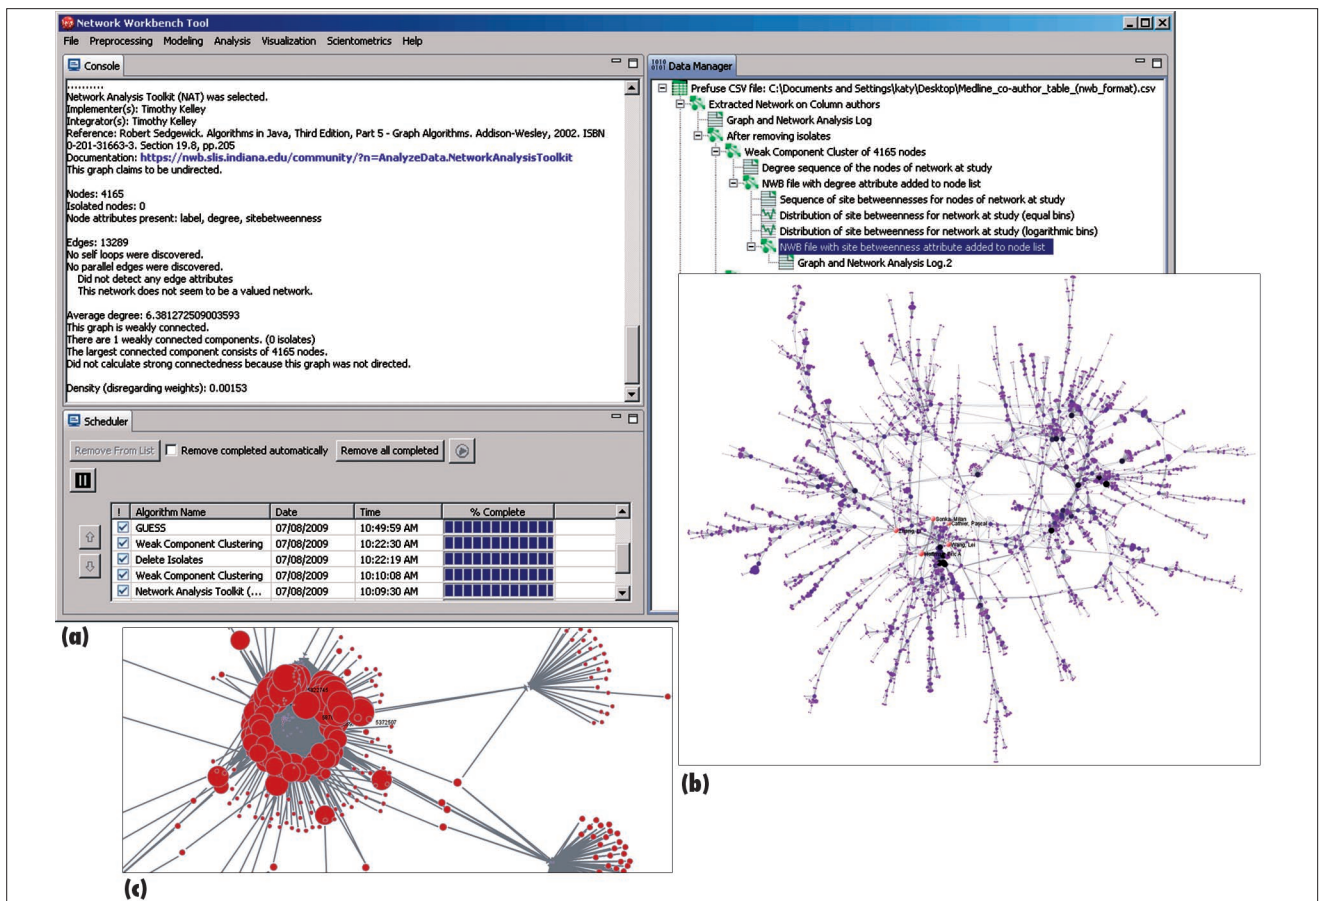 Network Workbench Tool
File Preprocessing Modeling Analysis Visualization Scientometrics Help
Console
..........
Network Analysis Toolkit (NAT) was selected.
Implementer(s): Timothy Kelley
Integrator(s): Timothy Kelley
Reference: Robert Sedgewick. Algorithms in Java, Third Edition, Part 5 - Graph Algorithms. Addison-Wesley, 2002. ISBN
0-201-31663-3. Section 19.8, pp.205
Documentation: https://nwb.slis.indiana.edu/community/?n=AnalyzeData.NetworkAnalysisToolkit
This graph claims to be undirected.
Nodes: 4165
Isolated nodes: 0
Node attributes present: label, degree, sitebetweenness
Edges: 13289
No self loops were discovered.
No parallel edges were discovered.
Did not detect any edge attributes
This network does not seem to be a valued network.
Average degree: 6.381272509003593
This graph is weakly connected.
There are 1 weakly connected components. (0 isolates)
The largest connected component consists of 4165 nodes.
Did not calculate strong connectedness because this graph was not directed.
Density (disregarding weights): 0.00153
Data Manager
Prefuse CSV file: C:\Documents and Settings\katy\Desktop\Medline_co-author_table_(nwb_format).csv
Extracted Network on Column authors
Graph and Network Analysis Log
After removing isolates
Weak Component Cluster of 4165 nodes
Degree sequence of the nodes of network at study
NWB file with degree attribute added to node list
Sequence of site betweennesses for nodes of network at study
Distribution of site betweenness for network at study (equal bins)
Distribution of site betweenness for network at study (logarithmic bins)
NWB file with site betweenness attribute added to node list
Graph and Network Analysis Log.2
Scheduler
Remove From List Remove completed automatically Remove all completed
! Algorithm Name Date Time % Complete
GUESS 07/08/2009 10:49:59 AM
Weak Component Clustering 07/08/2009 10:22:30 AM
Delete Isolates 07/08/2009 10:22:19 AM
Weak Component Clustering 07/08/2009 10:10:08 AM
Network Analysis Toolkit (... 07/08/2009 10:09:30 AM
(a)
Sonka, Milan
Cathier, Pascal
Wang, Lei
(b)
5372507
(c)